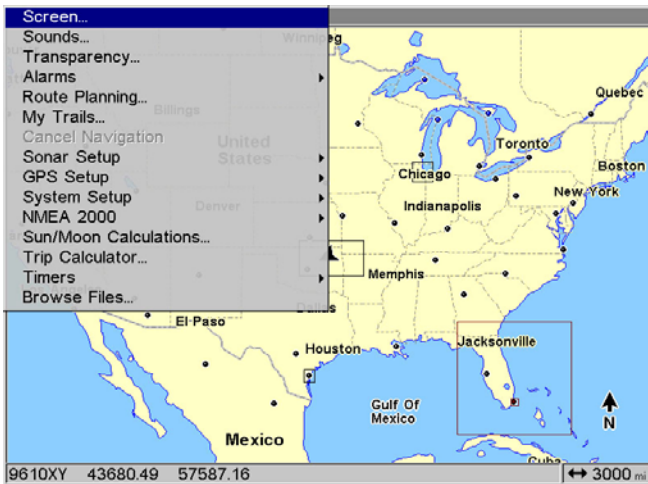 Screen...
Sounds...
Transparency...
Alarms
Route Planning...
My Trails...
Cancel Navigation
Sonar Setup
GPS Setup
System Setup
NMEA 2000
Sun/Moon Calculations...
Trip Calculator...
Timers
Browse Files...
Winnipeg
Billings
United
States
Denver
Dallas
El Paso
Quebec
Toronto
Boston
Chicago
New York
Indianapolis
Memphis
Jacksonville
Houston
Gulf Of
Mexico
N
Mexico
Cuba
9610XY 43680.49 57587.16
↔ 3000 mi